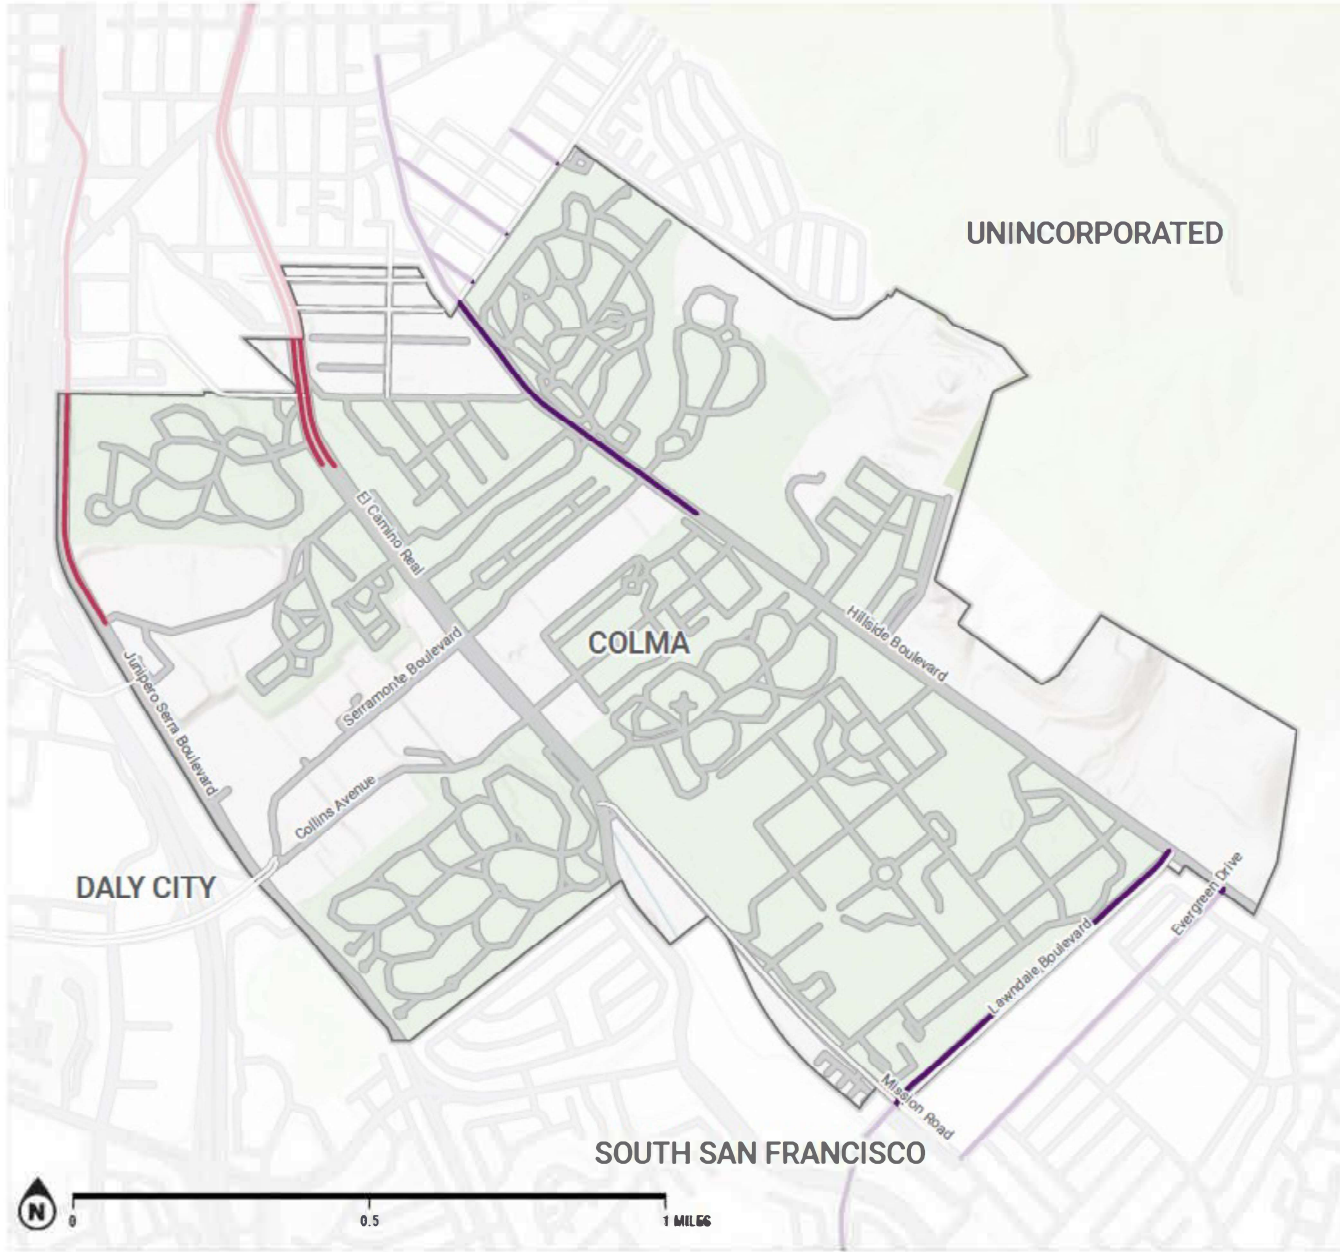 UNINCORPORATED
El Camino Real
COLMA
Hillside Boulevard
Serramonte Boulevard
Junipero Serra Boulevard
Collins Avenue
DALY CITY
Evergreen Drive
Lawndale Boulevard
Mission Road
SOUTH SAN FRANCISCO
N
0 0.5 1 MILES